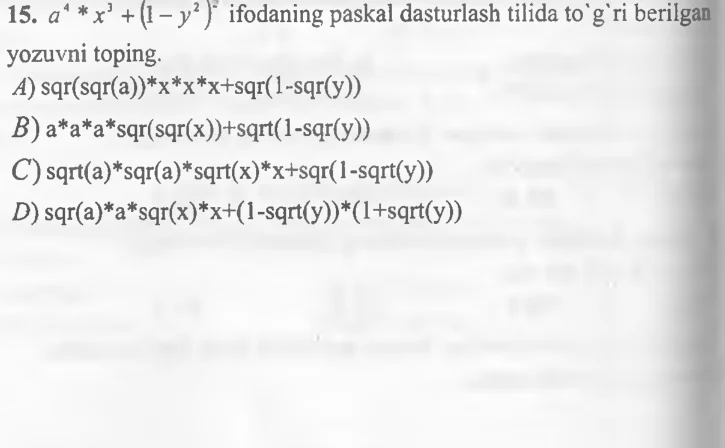 15. a⁴ * x³ + (1 – y²)² ifodaning paskal dasturlash tilida to`g`ri berilgan
yozuvni toping.
A) sqr(sqr(a))*x*x*x+sqr(1-sqr(y))
B) a*a*a*sqr(sqr(x))+sqrt(1-sqr(y))
C) sqrt(a)*sqr(a)*sqrt(x)*x+sqr(1-sqrt(y))
D) sqr(a)*a*sqr(x)*x+(1-sqrt(y))*(1+sqrt(y))